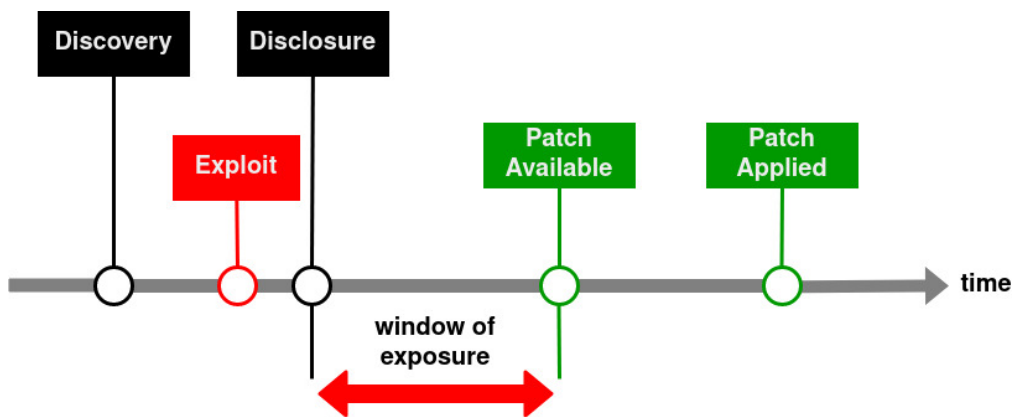 Discovery
Disclosure
Exploit
Patch
Available
Patch
Applied
time
window of
exposure